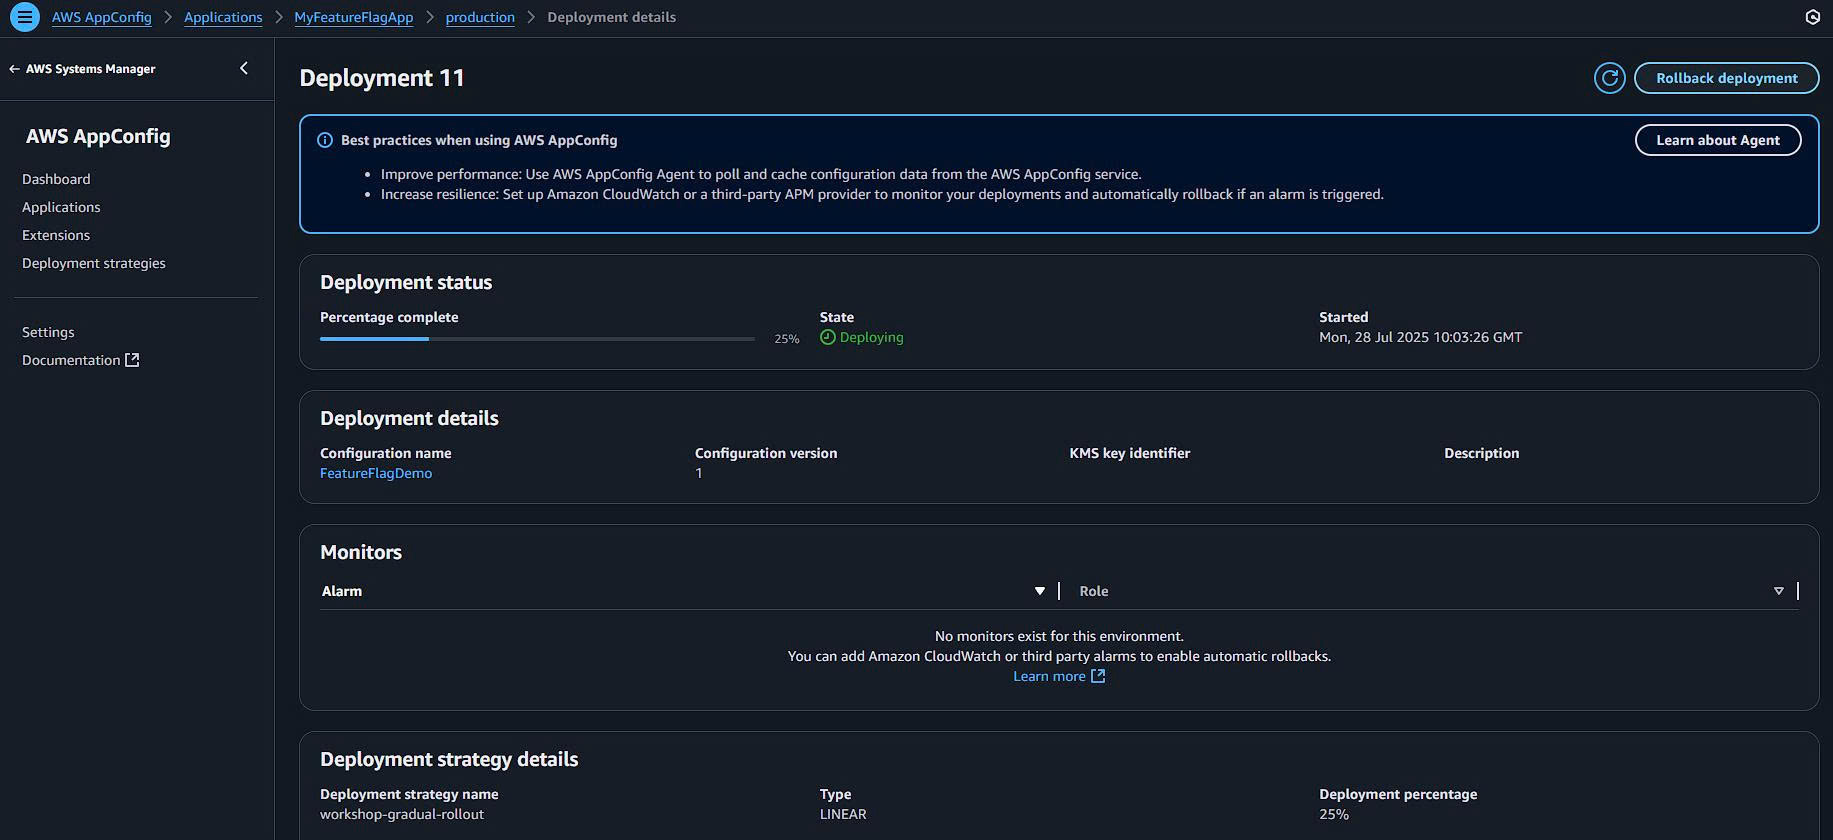 AWS AppConfig > Applications > MyFeatureFlagApp > production > Deployment details
AWS Systems Manager
AWS AppConfig
Dashboard
Applications
Extensions
Deployment strategies
Settings
Documentation
Deployment 11
Rollback deployment
Best practices when using AWS AppConfig
Learn about Agent
• Improve performance: Use AWS AppConfig Agent to poll and cache configuration data from the AWS AppConfig service.
• Increase resilience: Set up Amazon CloudWatch or a third-party APM provider to monitor your deployments and automatically rollback if an alarm is triggered.
Deployment status
Percentage complete State Started
25% Deploying Mon, 28 Jul 2025 10:03:26 GMT
Deployment details
Configuration name Configuration version KMS key identifier Description
FeatureFlagDemo 1
Monitors
Alarm Role
No monitors exist for this environment.
You can add Amazon CloudWatch or third party alarms to enable automatic rollbacks.
Learn more
Deployment strategy details
Deployment strategy name Type Deployment percentage
workshop-gradual-rollout LINEAR 25%